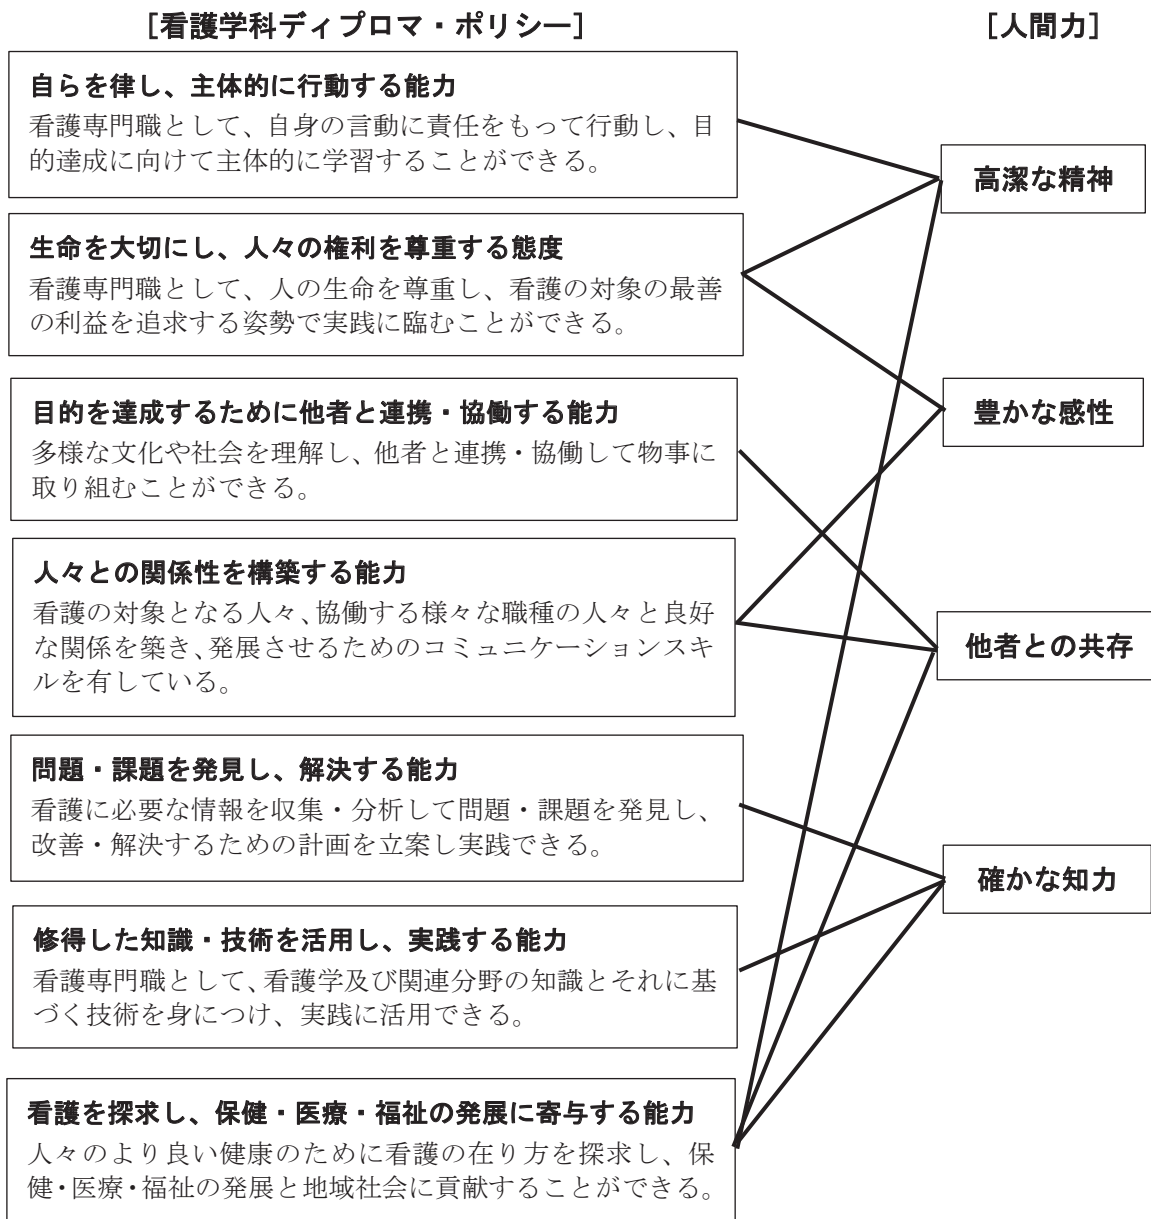 [看護学科ディプロマ・ポリシー]
[人間力]
自らを律し、主体的に行動する能力
看護専門職として、自身の言動に責任をもって行動し、目
的達成に向けて主体的に学習することができる。
高潔な精神
生命を大切にし、人々の権利を尊重する態度
看護専門職として、人の生命を尊重し、看護の対象の最善
の利益を追求する姿勢で実践に臨むことができる。
目的を達成するために他者と連携・協働する能力
多様な文化や社会を理解し、他者と連携・協働して物事に
取り組むことができる。
豊かな感性
人々との関係性を構築する能力
看護の対象となる人々、協働する様々な職種の人々と良好
な関係を築き、発展させるためのコミュニケーションスキ
ルを有している。
他者との共存
問題・課題を発見し、解決する能力
看護に必要な情報を収集・分析して問題・課題を発見し、
改善・解決するための計画を立案し実践できる。
確かな知力
修得した知識・技術を活用し、実践する能力
看護専門職として、看護学及び関連分野の知識とそれに基
づく技術を身につけ、実践に活用できる。
看護を探求し、保健・医療・福祉の発展に寄与する能力
人々のより良い健康のために看護の在り方を探求し、保
健・医療・福祉の発展と地域社会に貢献することができる。